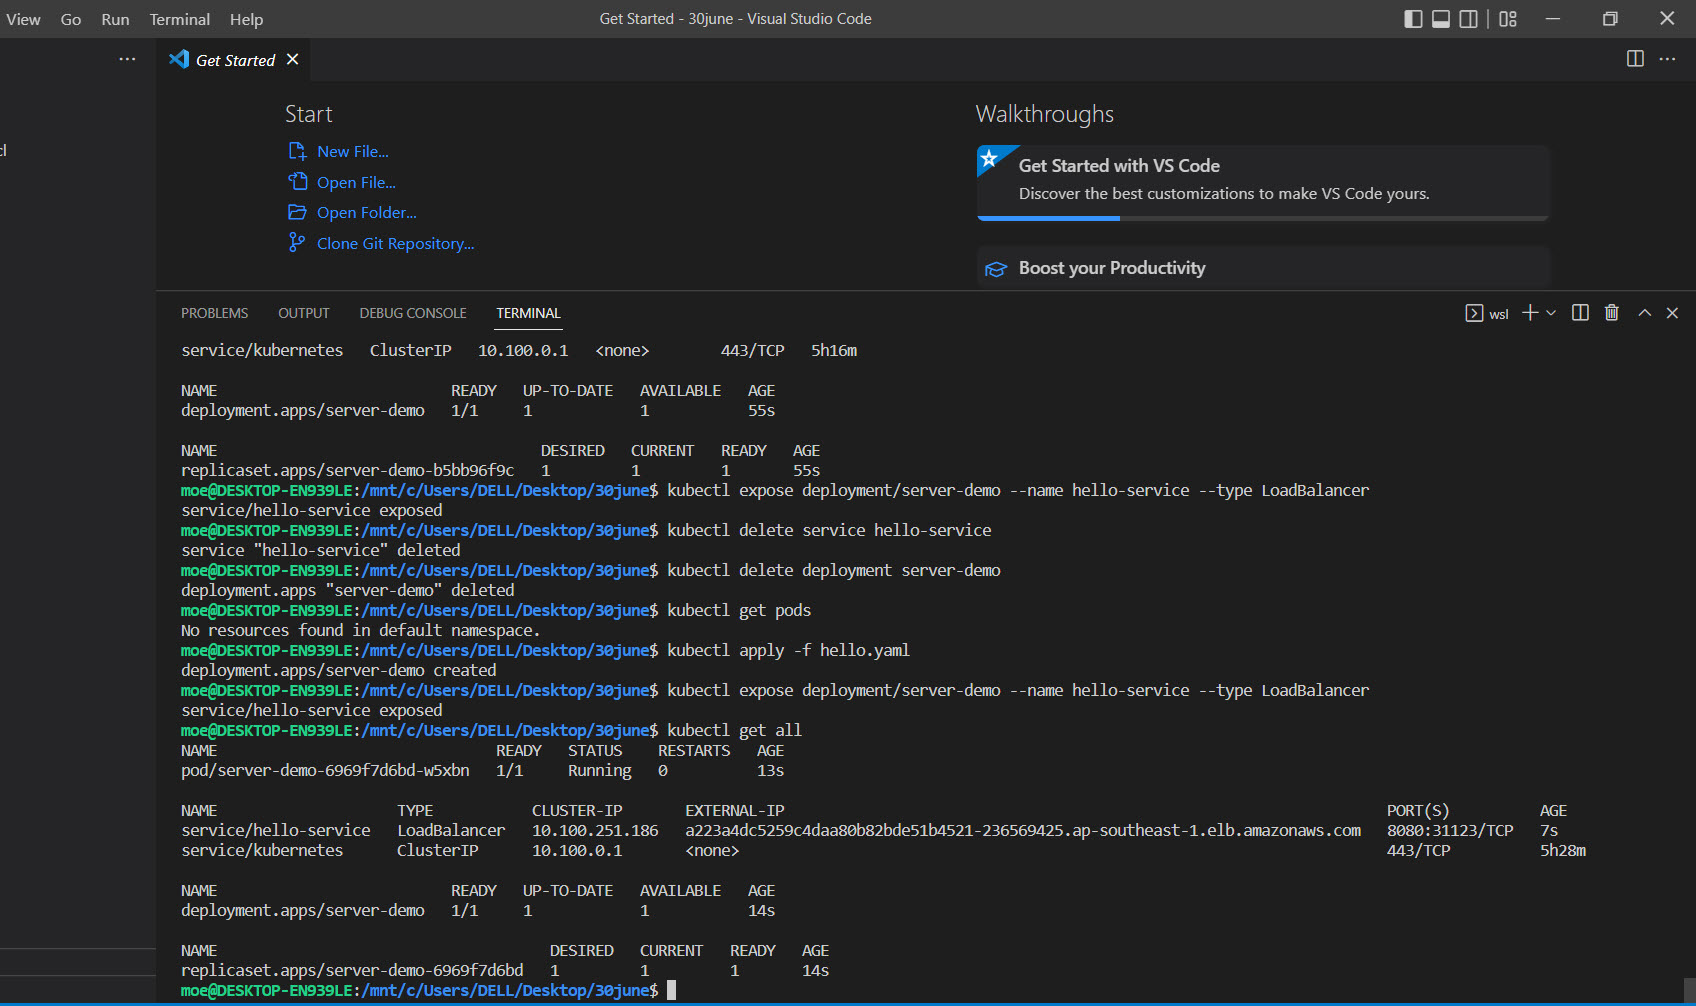 View Go Run Terminal Help Get Started - 30june - Visual Studio Code
Get Started
Start
New File...
Open File...
Open Folder...
Clone Git Repository...
Walkthroughs
Get Started with VS Code
Discover the best customizations to make VS Code yours.
Boost your Productivity
PROBLEMS OUTPUT DEBUG CONSOLE TERMINAL wsl
service/kubernetes ClusterIP 10.100.0.1 <none> 443/TCP 5h16m
NAME READY UP-TO-DATE AVAILABLE AGE
deployment.apps/server-demo 1/1 1 1 55s
NAME DESIRED CURRENT READY AGE
replicaset.apps/server-demo-b5bb96f9c 1 1 1 55s
moe@DESKTOP-EN939LE:/mnt/c/Users/DELL/Desktop/30june$ kubectl expose deployment/server-demo --name hello-service --type LoadBalancer
service/hello-service exposed
moe@DESKTOP-EN939LE:/mnt/c/Users/DELL/Desktop/30june$ kubectl delete service hello-service
service "hello-service" deleted
moe@DESKTOP-EN939LE:/mnt/c/Users/DELL/Desktop/30june$ kubectl delete deployment server-demo
deployment.apps "server-demo" deleted
moe@DESKTOP-EN939LE:/mnt/c/Users/DELL/Desktop/30june$ kubectl get pods
No resources found in default namespace.
moe@DESKTOP-EN939LE:/mnt/c/Users/DELL/Desktop/30june$ kubectl apply -f hello.yaml
deployment.apps/server-demo created
moe@DESKTOP-EN939LE:/mnt/c/Users/DELL/Desktop/30june$ kubectl expose deployment/server-demo --name hello-service --type LoadBalancer
service/hello-service exposed
moe@DESKTOP-EN939LE:/mnt/c/Users/DELL/Desktop/30june$ kubectl get all
NAME READY STATUS RESTARTS AGE
pod/server-demo-6969f7d6bd-w5xbn 1/1 Running 0 13s
NAME TYPE CLUSTER-IP EXTERNAL-IP PORT(S) AGE
service/hello-service LoadBalancer 10.100.251.186 a223a4dc5259c4daa80b82bde51b4521-236569425.ap-southeast-1.elb.amazonaws.com 8080:31123/TCP 7s
service/kubernetes ClusterIP 10.100.0.1 <none> 443/TCP 5h28m
NAME READY UP-TO-DATE AVAILABLE AGE
deployment.apps/server-demo 1/1 1 1 14s
NAME DESIRED CURRENT READY AGE
replicaset.apps/server-demo-6969f7d6bd 1 1 1 14s
moe@DESKTOP-EN939LE:/mnt/c/Users/DELL/Desktop/30june$